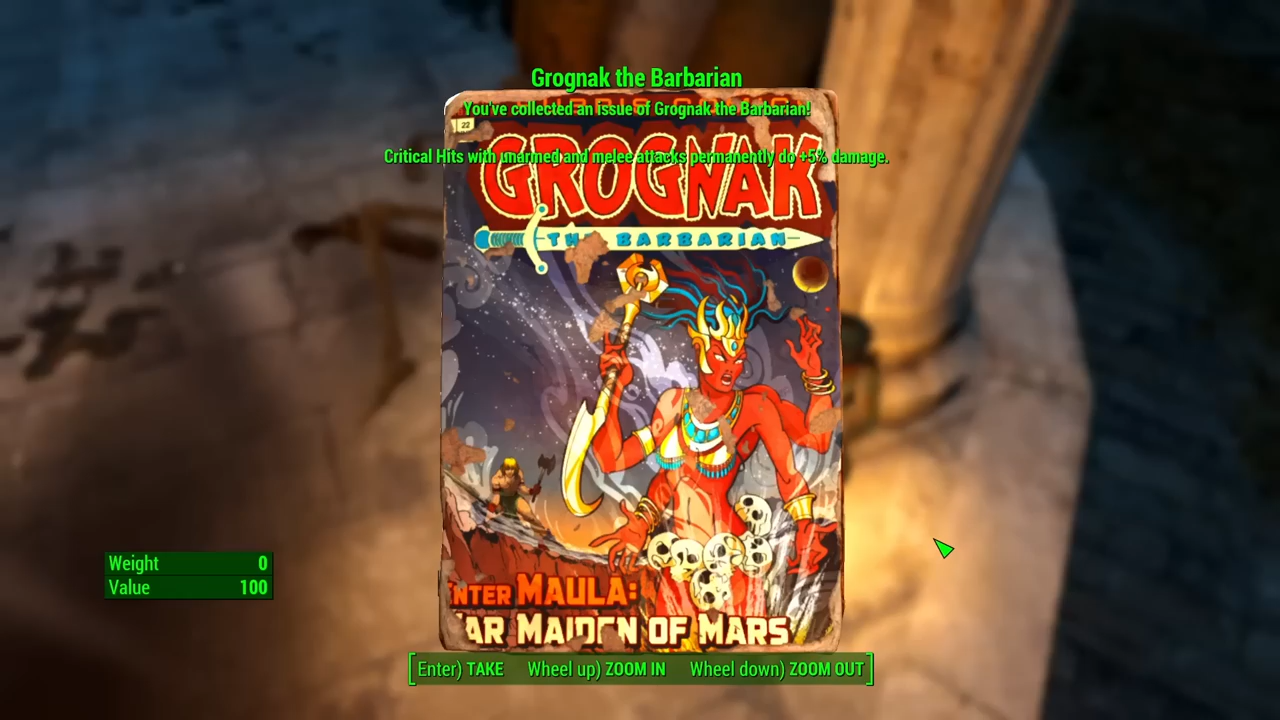 Grognak the Barbarian
You've collected an issue of Grognak the Barbarian!
22
Critical Hits with unarmed and melee attacks permanently do +5% damage.
GROGNAK
THE BARBARIAN
Weight 0
Value 100
NTER MAULA:
AR MAIDEN OF MARS
Enter) TAKE Wheel up) ZOOM IN Wheel down) ZOOM OUT